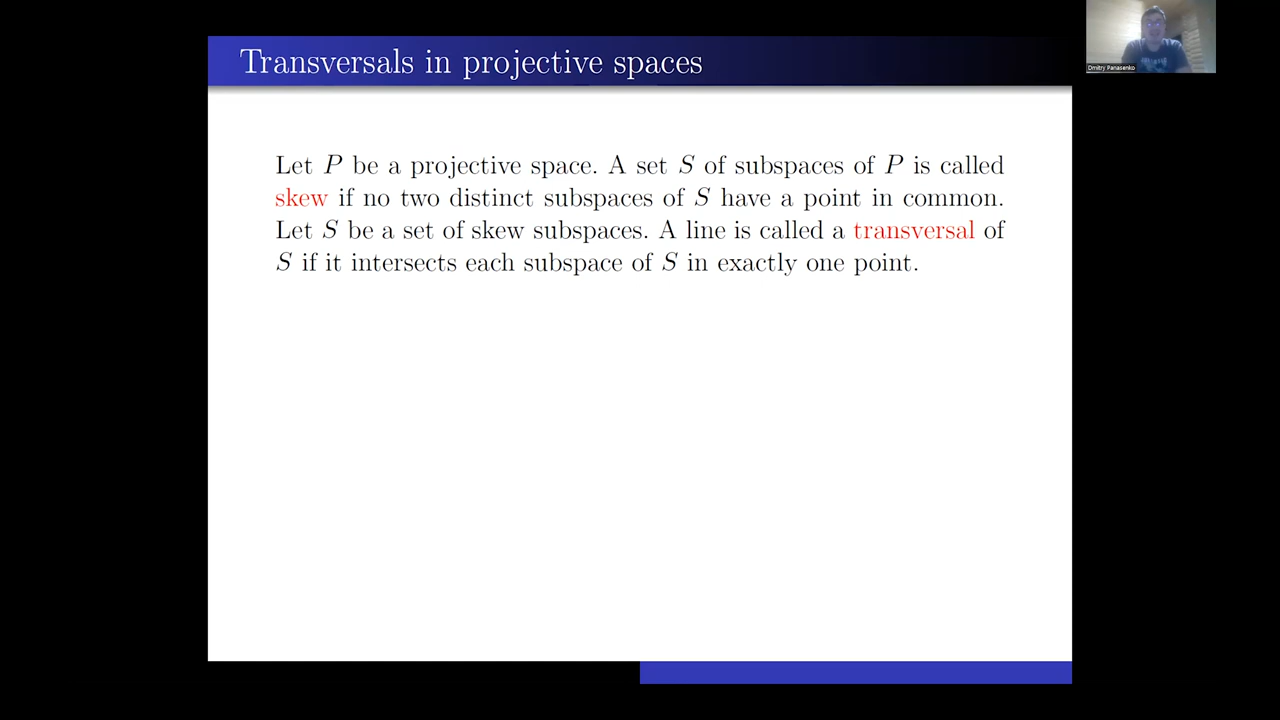 Transversals in projective spaces
Dmitry Panasenko
Let P be a projective space. A set S of subspaces of P is called
skew if no two distinct subspaces of S have a point in common.
Let S be a set of skew subspaces. A line is called a transversal of
S if it intersects each subspace of S in exactly one point.